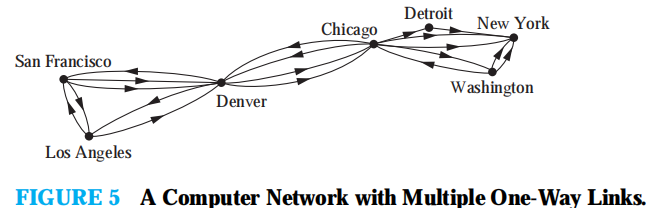 Detroit
Chicago
New York
San Francisco
Washington
Denver
Los Angeles
FIGURE 5 A Computer Network with Multiple One-Way Links.